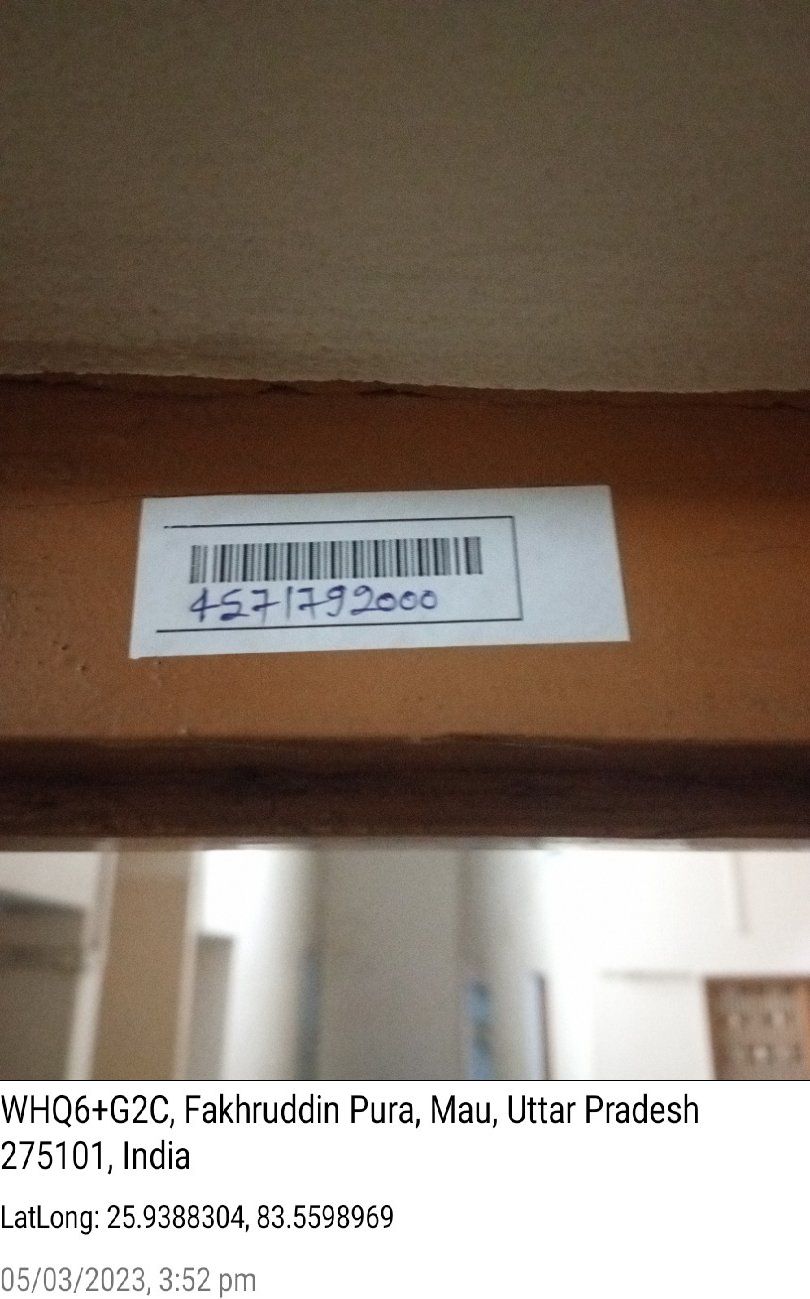 4571792000
WHQ6+G2C, Fakhruddin Pura, Mau, Uttar Pradesh
275101, India
LatLong: 25.9388304, 83.5598969
05/03/2023, 3:52 pm